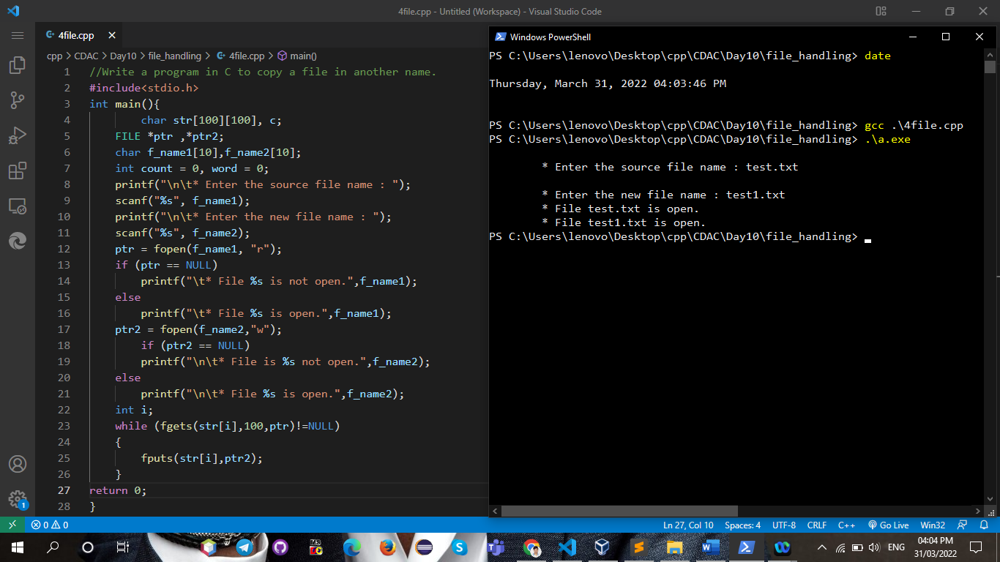 4file.cpp - Untitled (Workspace) - Visual Studio Code
4file.cpp
cpp > CDAC > Day10 > file_handling > 4file.cpp > main()
1 //Write a program in C to copy a file in another name.
2 #include<stdio.h>
3 int main(){
4 char str[100][100], c;
5 FILE *ptr ,*ptr2;
6 char f_name1[10],f_name2[10];
7 int count = 0, word = 0;
8 printf("\n\t* Enter the source file name : ");
9 scanf("%s", f_name1);
10 printf("\n\t* Enter the new file name : ");
11 scanf("%s", f_name2);
12 ptr = fopen(f_name1, "r");
13 if (ptr == NULL)
14 printf("\t* File %s is not open.",f_name1);
15 else
16 printf("\t* File %s is open.",f_name1);
17 ptr2 = fopen(f_name2,"w");
18 if (ptr2 == NULL)
19 printf("\n\t* File is %s not open.",f_name2);
20 else
21 printf("\n\t* File %s is open.",f_name2);
22 int i;
23 while (fgets(str[i],100,ptr)!=NULL)
24 {
25 fputs(str[i],ptr2);
26 }
27 return 0;
28 }
Windows PowerShell
PS C:\Users\lenovo\Desktop\cpp\CDAC\Day10\file_handling> date
Thursday, March 31, 2022 04:03:46 PM
PS C:\Users\lenovo\Desktop\cpp\CDAC\Day10\file_handling> gcc .\4file.cpp
PS C:\Users\lenovo\Desktop\cpp\CDAC\Day10\file_handling> .\a.exe
* Enter the source file name : test.txt
* Enter the new file name : test1.txt
* File test.txt is open.
* File test1.txt is open.
PS C:\Users\lenovo\Desktop\cpp\CDAC\Day10\file_handling>
1
0 0
Ln 27, Col 10 Spaces: 4 UTF-8 CRLF C++ Go Live Win32
MS
ENG
04:04 PM
31/03/2022